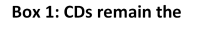 Box 1: CDs remain the